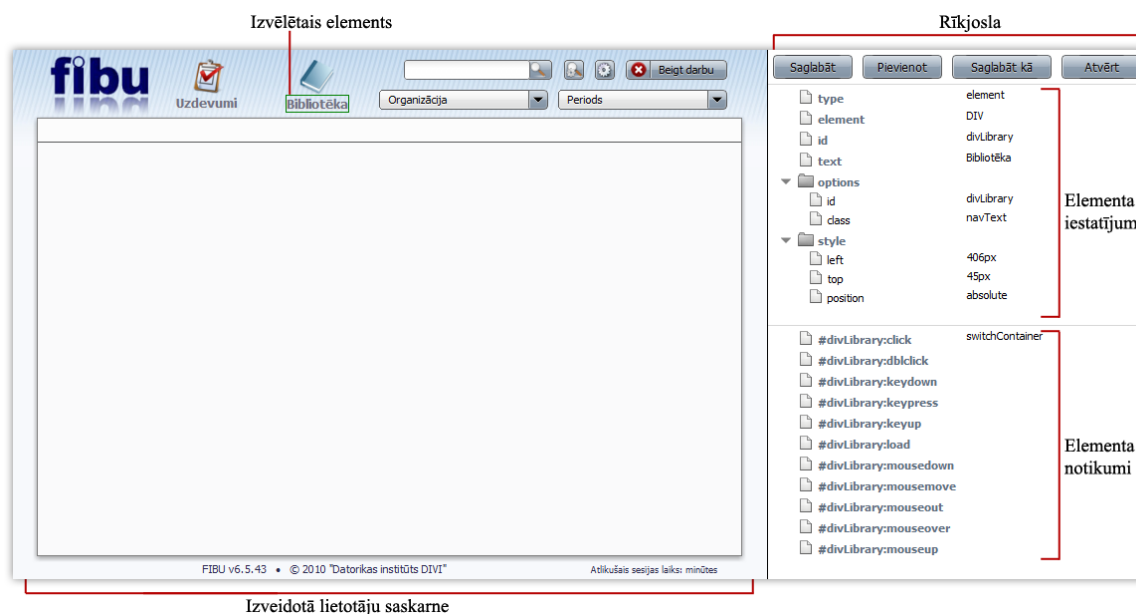 Izvēlētais elements
Rīkjosla
fibu
Uzdevumi
Bibliotēka
Beigt darbu
Organizācija
Periods
Saglabāt
Pievienot
Saglabāt kā
Atvērt
type element
element DIV
id divLibrary
text Bibliotēka
options
id divLibrary
class navText
style
left 406px
top 45px
position absolute
Elementa
iestatījum
#divLibrary:click switchContainer
#divLibrary:dblclick
#divLibrary:keydown
#divLibrary:keypress
#divLibrary:keyup
#divLibrary:load
#divLibrary:mousedown
#divLibrary:mousemove
#divLibrary:mouseout
#divLibrary:mouseover
#divLibrary:mouseup
Elementa
notikumi
FIBU v6.5.43 • © 2010 "Datorikas institūts DIVI"
Atlikušais sesijas laiks: minūtes
Izveidotā lietotāju saskarne